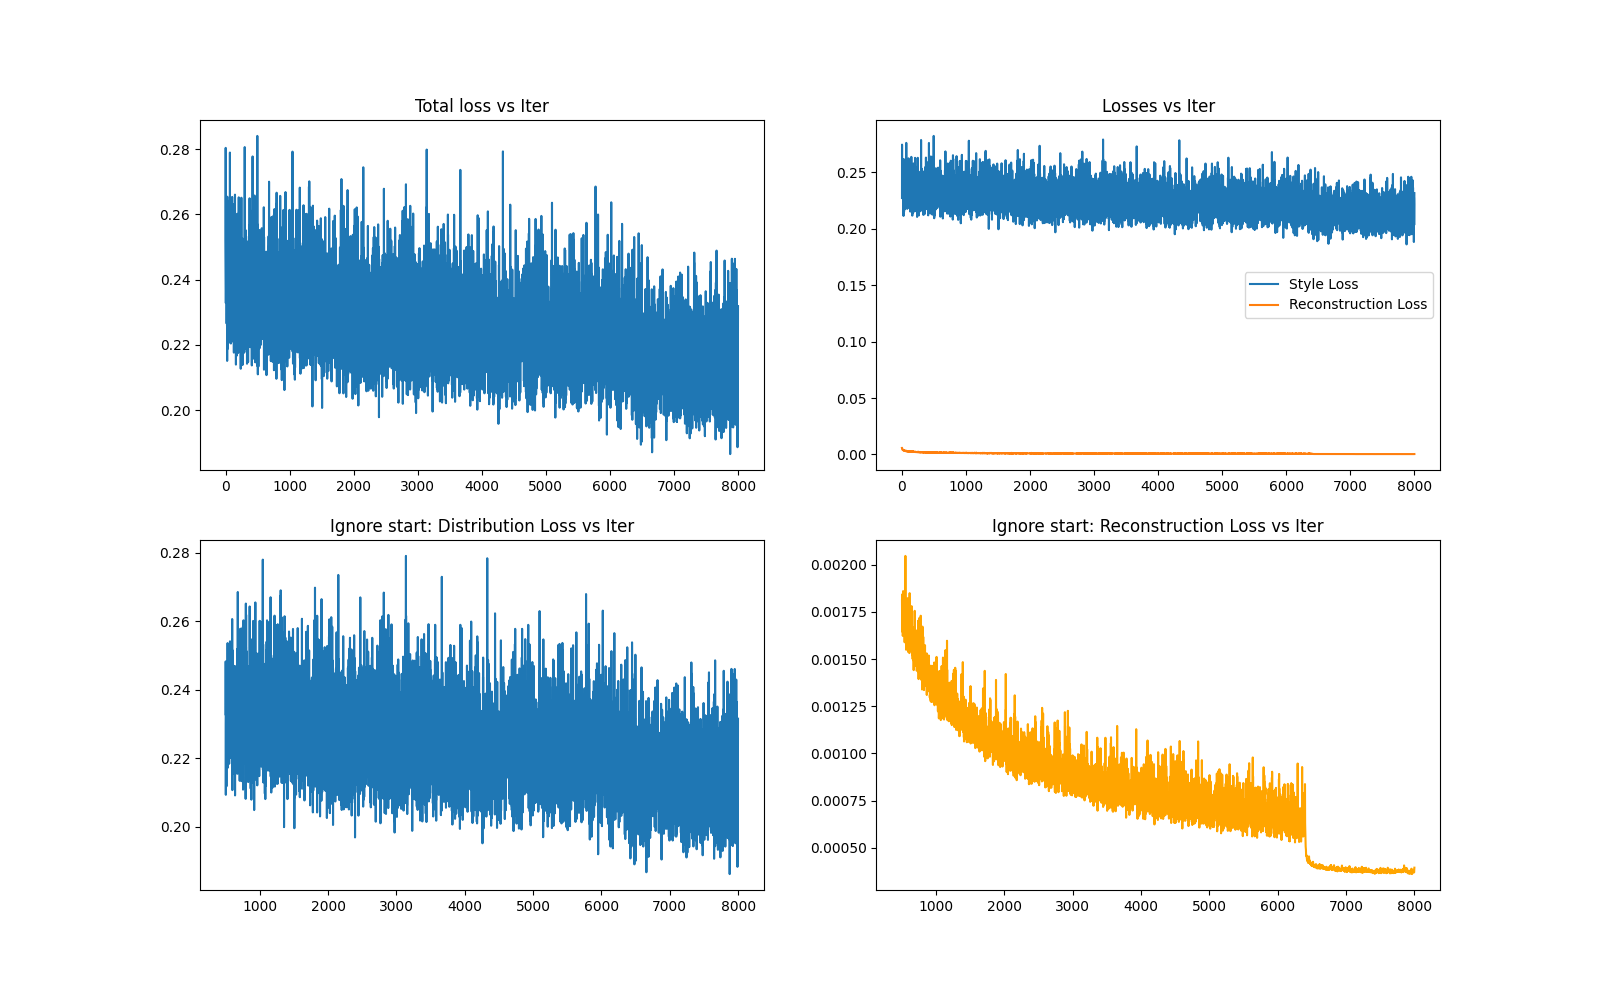 Total loss vs Iter
0.28
0.26
0.24
0.22
0.20
0 1000 2000 3000 4000 5000 6000 7000 8000
Losses vs Iter
0.25
0.20
0.15
0.10
0.05
0.00
Style Loss
Reconstruction Loss
0 1000 2000 3000 4000 5000 6000 7000 8000
Ignore start: Distribution Loss vs Iter
0.28
0.26
0.24
0.22
0.20
1000 2000 3000 4000 5000 6000 7000 8000
Ignore start: Reconstruction Loss vs Iter
0.00200
0.00175
0.00150
0.00125
0.00100
0.00075
0.00050
1000 2000 3000 4000 5000 6000 7000 8000